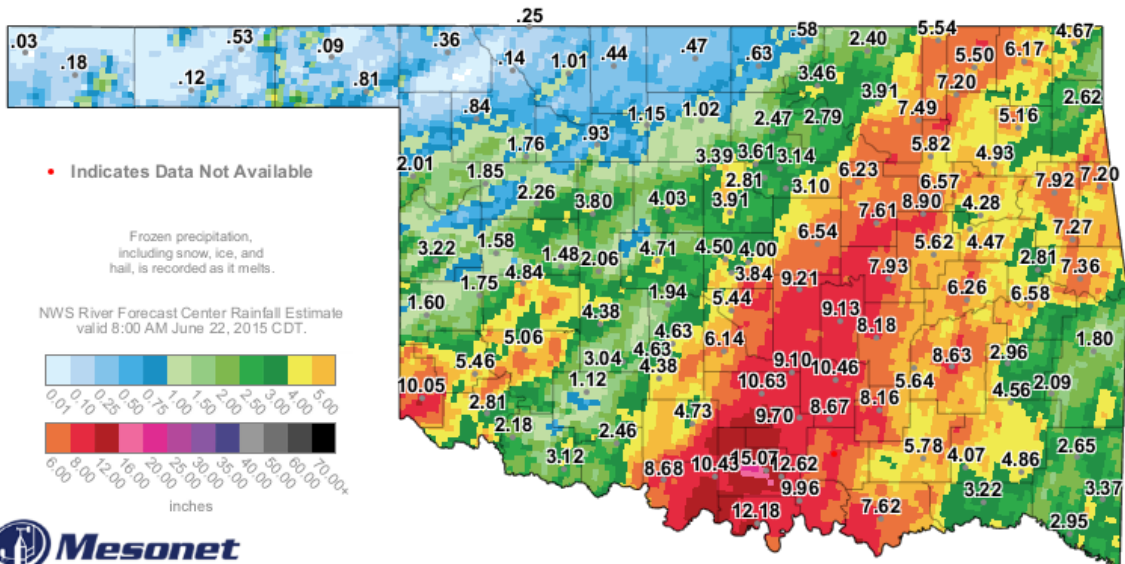 .25
.03 .53 .09 .36 .14 1.01 .44 .47 .63 .58 2.40 5.54 5.50 6.17 4.67
.18 .12 .81 3.46 7.20
.84 1.15 1.02 2.47 2.79 3.91 7.49 5.16 2.62
2.01 1.76 .93 3.39 3.61 3.14 5.82 4.93
1.85 2.81 3.10 6.23 6.57 7.92 7.20
• Indicates Data Not Available
2.26 3.80 4.03 3.91 7.61 8.90 4.28
Frozen precipitation,
including snow, ice, and
hail, is recorded as it melts.
3.22 1.58 1.48 2.06 4.71 4.50 4.00 6.54 5.62 4.47 2.81 7.27
1.75 4.84 3.84 9.21 7.93 7.36
1.60 4.38 1.94 5.44 9.13 8.18 6.26 6.58
NWS River Forecast Center Rainfall Estimate
valid 8:00 AM June 22, 2015 CDT.
5.06 4.63 6.14 1.80
5.46 3.04 4.63 4.38 9.10 10.46 8.63 2.96
10.05 1.12 10.63 5.64 4.56 2.09
0.01 0.10 0.25 0.50 0.75 1.00 1.50 2.00 2.50 3.00 4.00 5.00
2.81 4.73 9.70 8.67 8.16
2.18 2.46 5.78 2.65
3.12 8.68 10.43 15.07 12.62 4.07 4.86
6.00 8.00 12.00 16.00 20.00 25.00 30.00 35.00 40.00 50.00 60.00 70.00+
inches
12.18 9.96 7.62 3.22 3.37
2.95
Mesonet